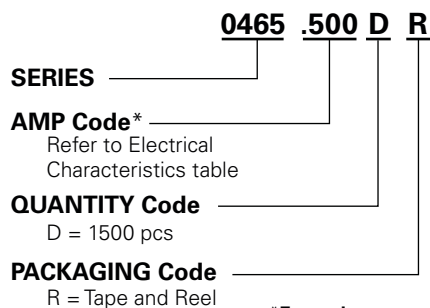 0465 .500 D R
SERIES
AMP Code*
Refer to Electrical
Characteristics table
QUANTITY Code
D = 1500 pcs
PACKAGING Code
R = Tape and Reel